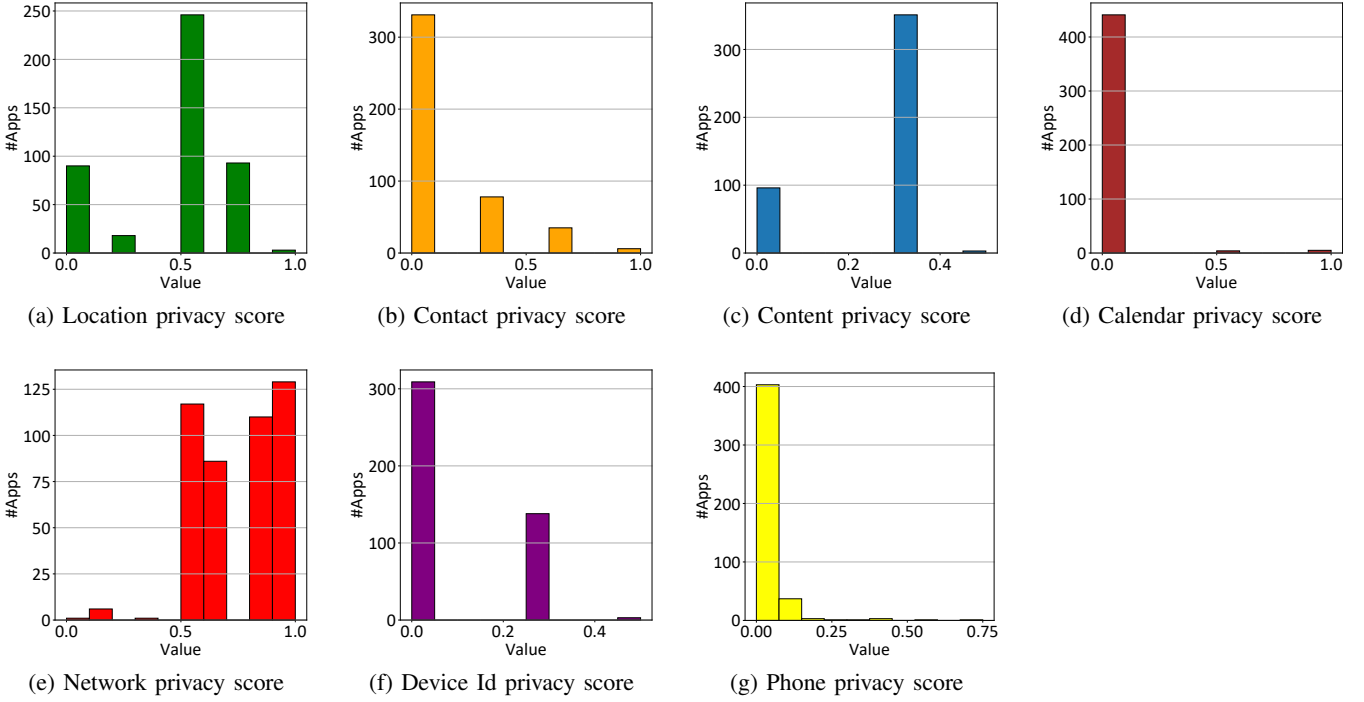 250
200
150
100
50
0
#Apps
0.0 0.5 1.0
Value
(a) Location privacy score
300
200
100
0
#Apps
0.0 0.5 1.0
Value
(b) Contact privacy score
300
200
100
0
#Apps
0.0 0.2 0.4
Value
(c) Content privacy score
400
300
200
100
0
#Apps
0.0 0.5 1.0
Value
(d) Calendar privacy score
125
100
75
50
25
0
#Apps
0.0 0.5 1.0
Value
(e) Network privacy score
300
200
100
0
#Apps
0.0 0.2 0.4
Value
(f) Device Id privacy score
400
300
200
100
0
#Apps
0.00 0.25 0.50 0.75
Value
(g) Phone privacy score